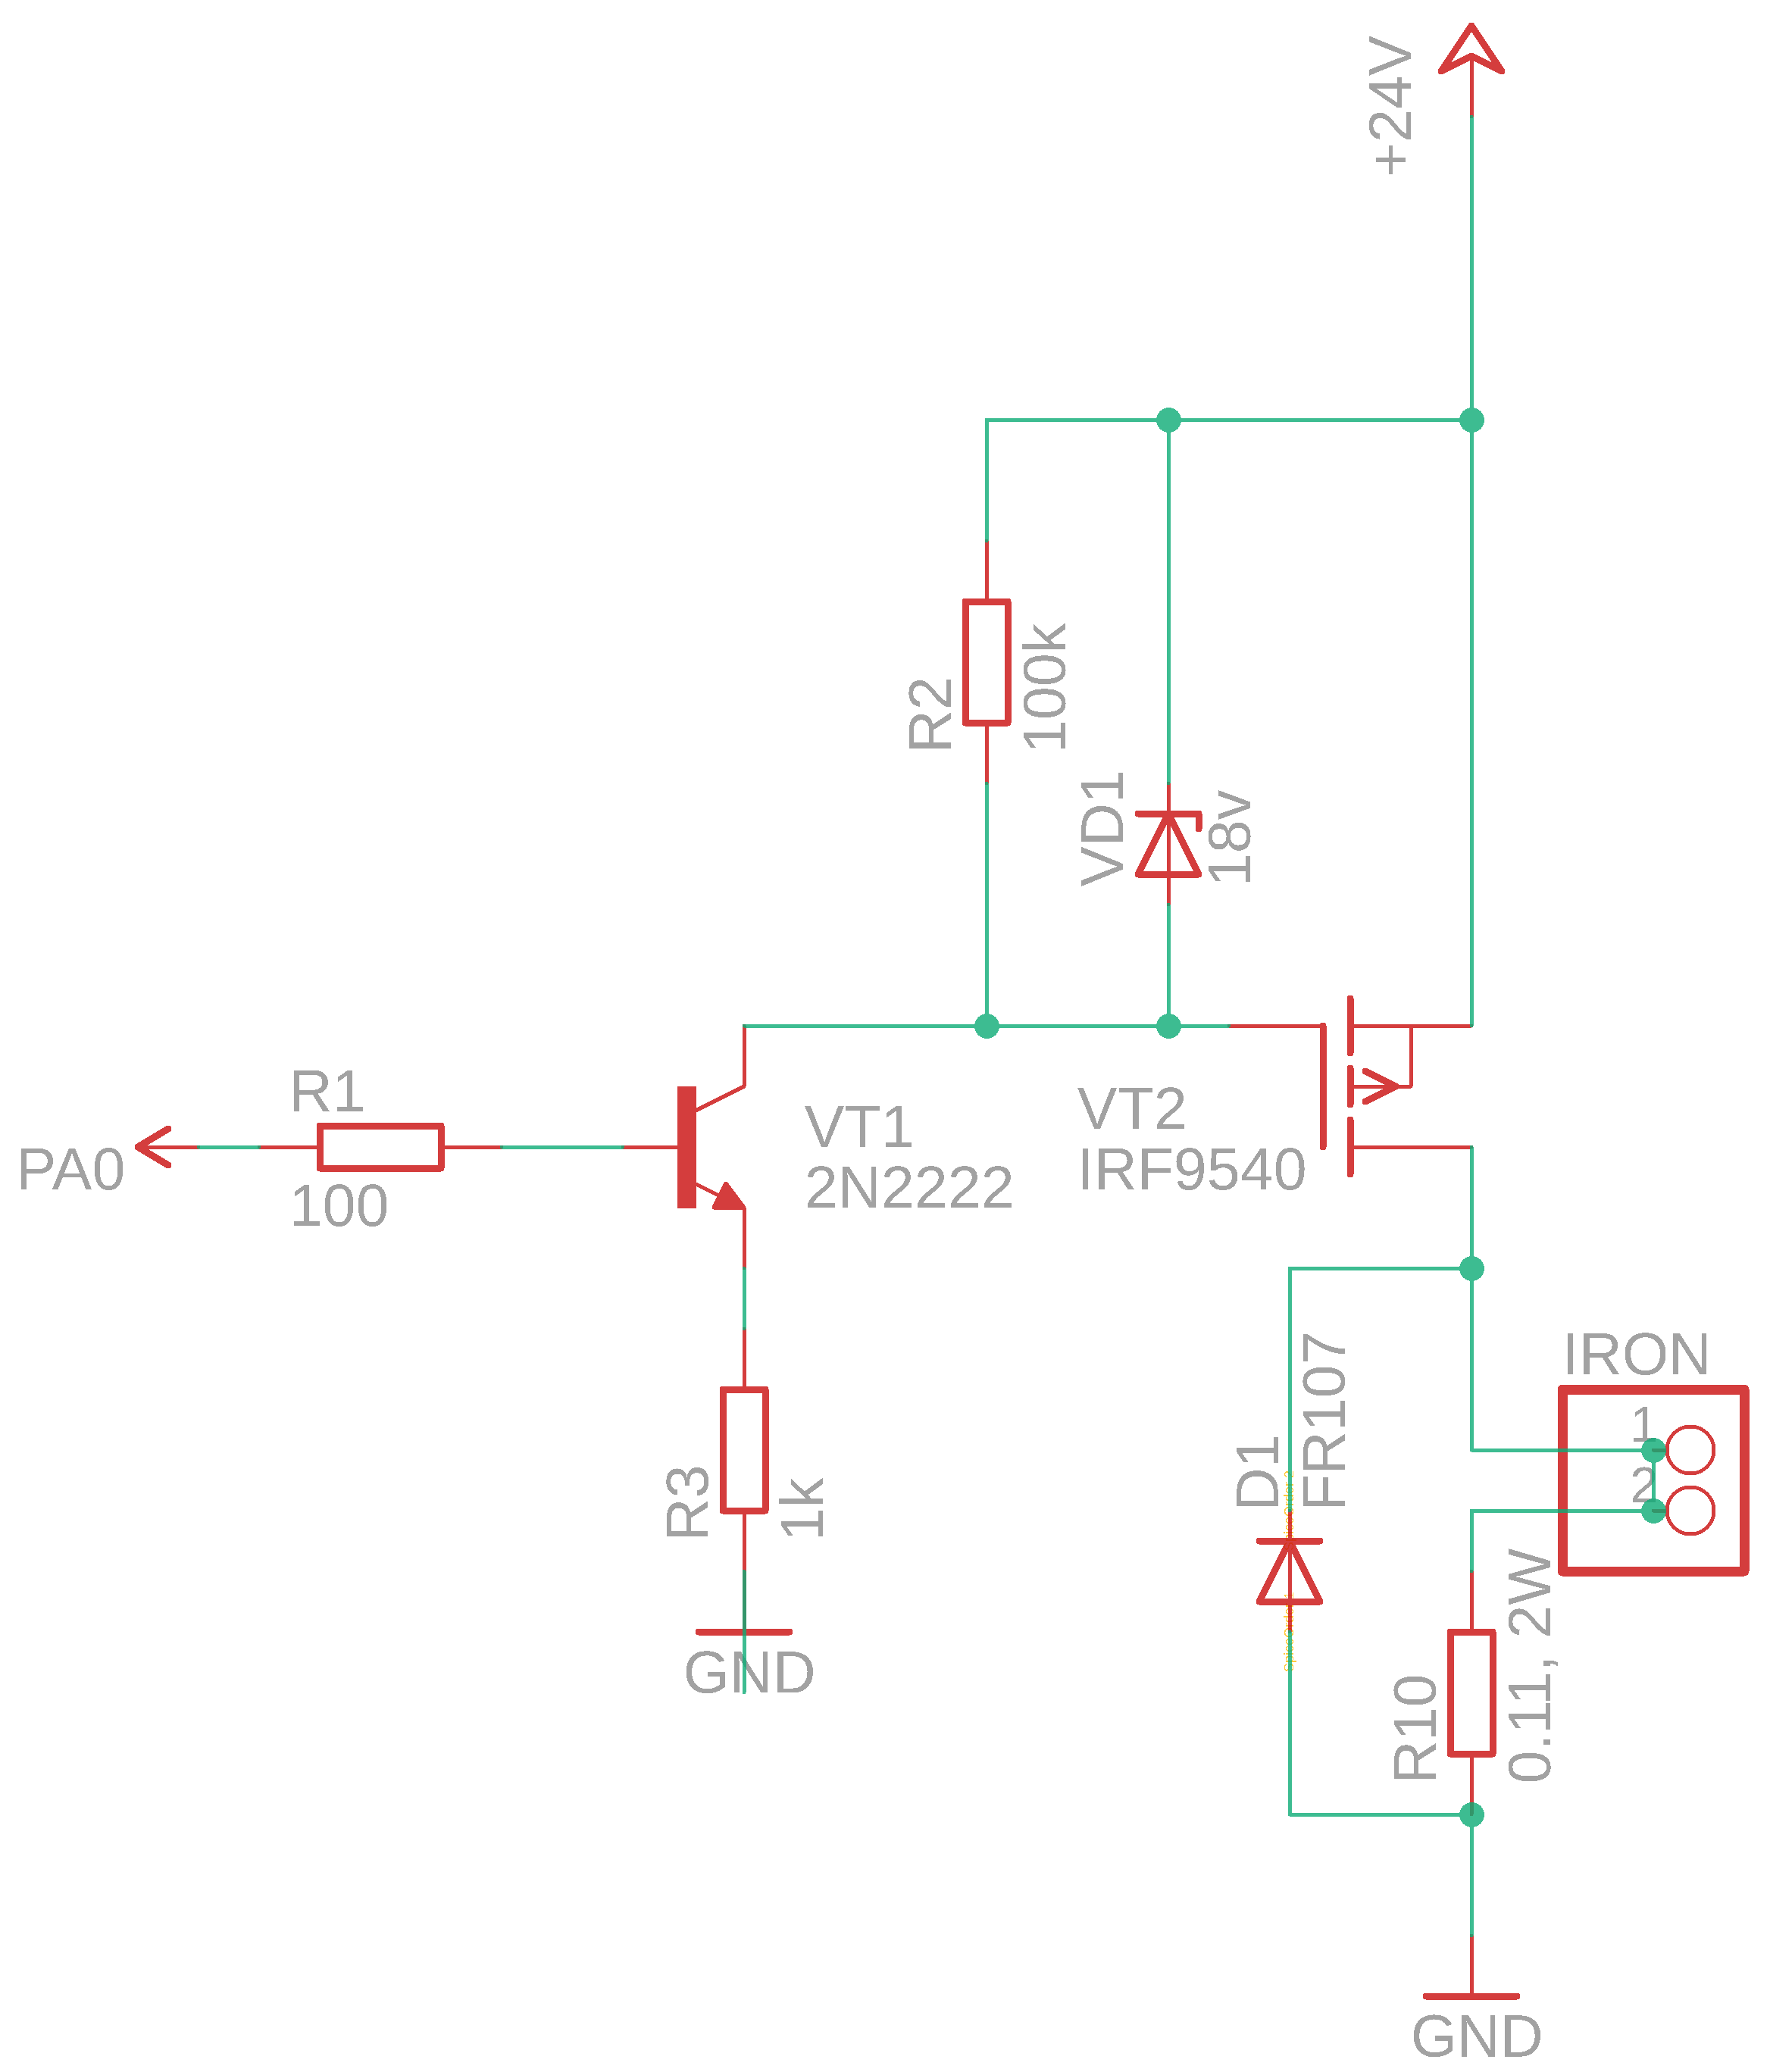 +24V
R2
100k
VD1
18v
R1
100
PA0
VT1
2N2222
VT2
IRF9540
R3
1k
GND
D1
FR107
IRON
1
2
R10
0.11, 2W
GND